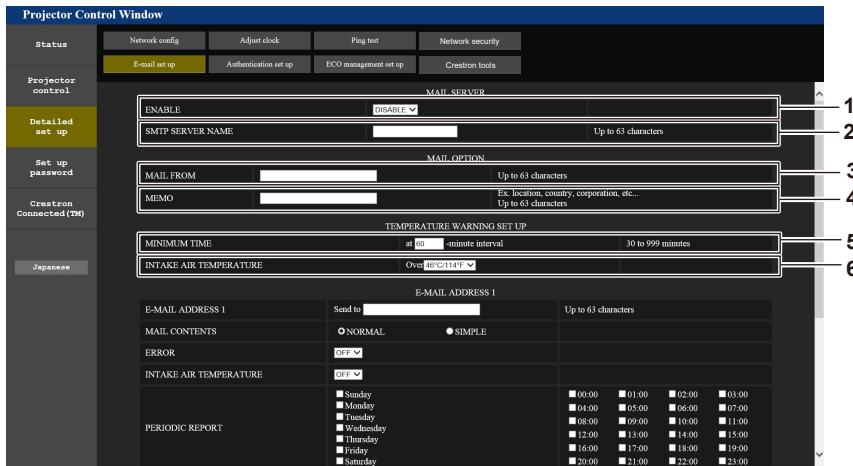 Projector Control Window
Status
Projector
control
Detailed
set up
Set up
password
Crestron
Connected(TM)
Japanese
Network config Adjust clock Ping test Network security
E-mail set up Authentication set up ECO management set up Crestron tools
MAIL SERVER
ENABLE DISABLE 1
SMTP SERVER NAME Up to 63 characters 2
MAIL OPTION
MAIL FROM Up to 63 characters 3
MEMO Ex. location, country, corporation, etc...
Up to 63 characters 4
TEMPERATURE WARNING SET UP
MINIMUM TIME at 60 -minute interval 30 to 999 minutes 5
INTAKE AIR TEMPERATURE Over 46°C/114°F 6
E-MAIL ADDRESS 1
E-MAIL ADDRESS 1 Send to Up to 63 characters
MAIL CONTENTS NORMAL SIMPLE
ERROR OFF
INTAKE AIR TEMPERATURE OFF
PERIODIC REPORT
Sunday
Monday
Tuesday
Wednesday
Thursday
Friday
Saturday
00:00 01:00 02:00 03:00
04:00 05:00 06:00 07:00
08:00 09:00 10:00 11:00
12:00 13:00 14:00 15:00
16:00 17:00 18:00 19:00
20:00 21:00 22:00 23:00